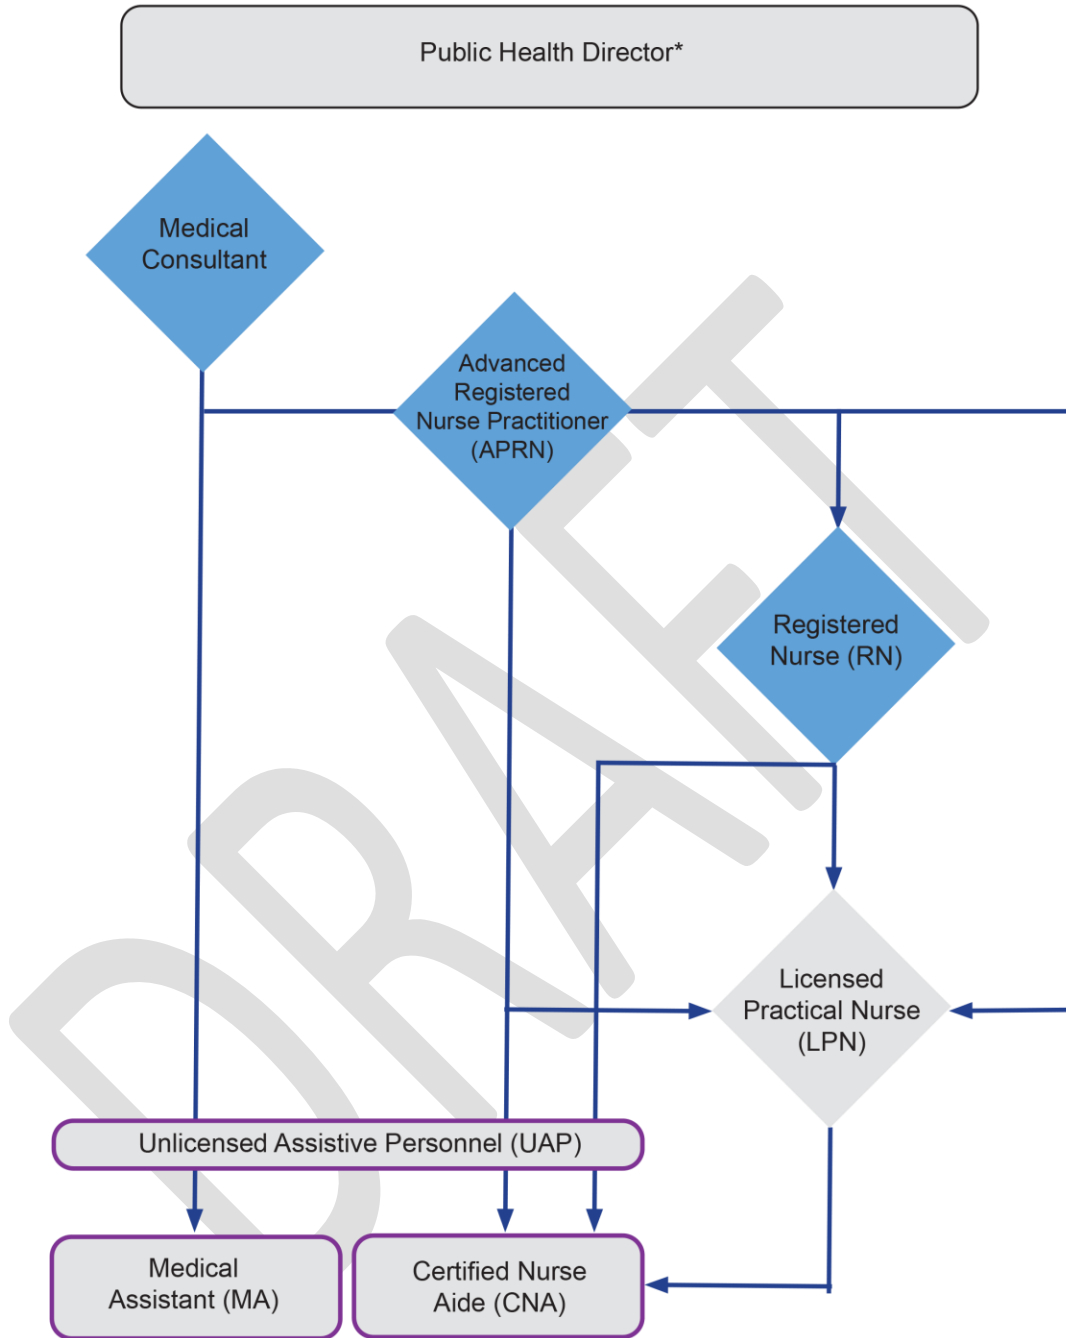 Public Health Director*
Medical
Consultant
Advanced
Registered
Nurse Practitioner
(APRN)
Registered
Nurse (RN)
Licensed
Practical Nurse
(LPN)
Unlicensed Assistive Personnel (UAP)
Medical
Assistant (MA)
Certified Nurse
Aide (CNA)
DRAFT